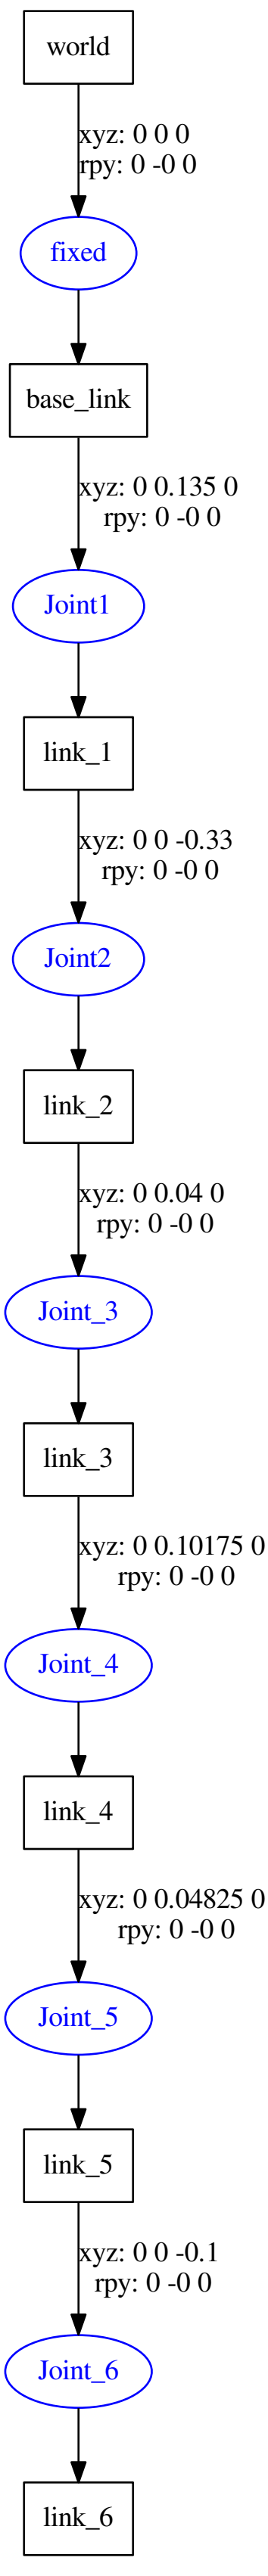 world
xyz: 0 0 0
rpy: 0 -0 0
fixed
base_link
xyz: 0 0.135 0
rpy: 0 -0 0
Joint1
link_1
xyz: 0 0 -0.33
rpy: 0 -0 0
Joint2
link_2
xyz: 0 0.04 0
rpy: 0 -0 0
Joint_3
link_3
xyz: 0 0.10175 0
rpy: 0 -0 0
Joint_4
link_4
xyz: 0 0.04825 0
rpy: 0 -0 0
Joint_5
link_5
xyz: 0 0 -0.1
rpy: 0 -0 0
Joint_6
link_6